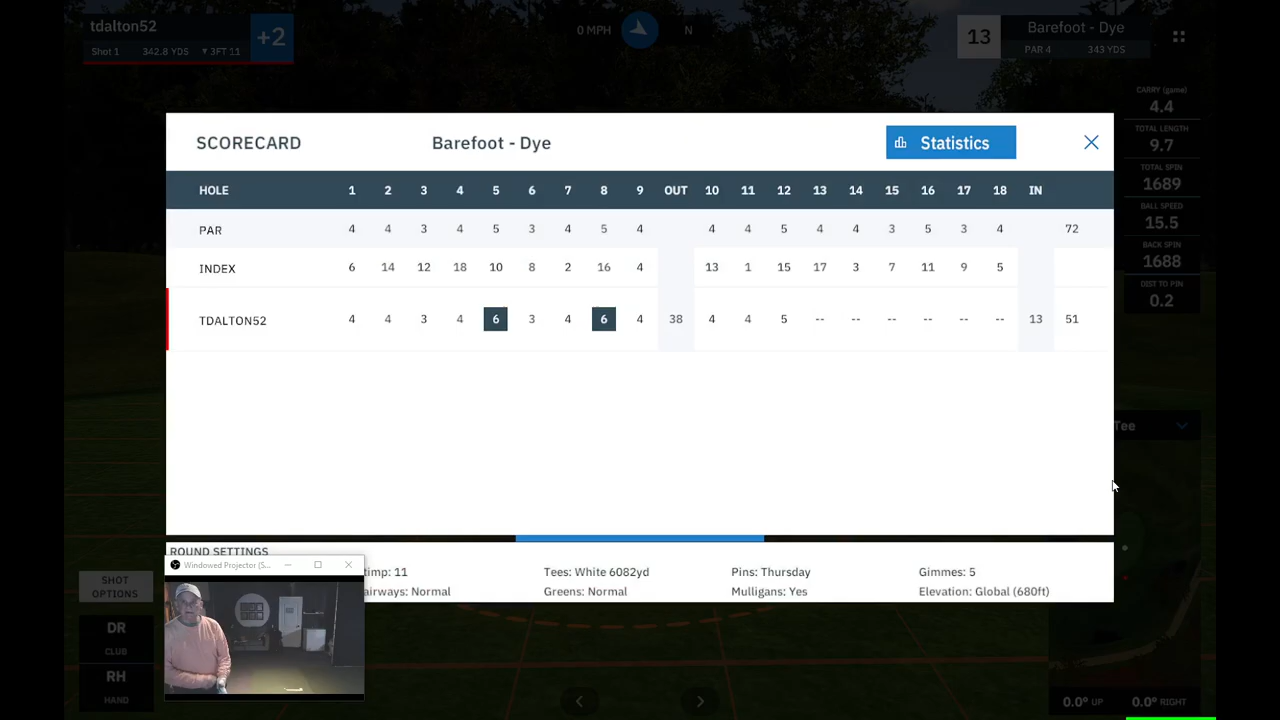 tdalton52
Shot 1 342.8 YDS ▼3FT 11
+2
0 MPH N
13
Barefoot - Dye
PAR 4 343 YDS
CARRY (game)
4.4
TOTAL LENGTH
9.7
TOTAL SPIN
1689
BALL SPEED
15.5
BACK SPIN
1688
DIST TO PIN
0.2
SCORECARD Barefoot - Dye Statistics
HOLE 1 2 3 4 5 6 7 8 9 OUT 10 11 12 13 14 15 16 17 18 IN
PAR 4 4 3 4 5 3 4 5 4 4 4 5 4 4 3 5 3 4 72
INDEX 6 14 12 18 10 8 2 16 4 13 1 15 17 3 7 11 9 5
TDALTON52 4 4 3 4 6 3 4 6 4 38 4 4 5 -- -- -- -- -- -- 13 51
Tee
ROUND SETTINGS
timp: 11 Tees: White 6082yd Pins: Thursday Gimmes: 5
airways: Normal Greens: Normal Mulligans: Yes Elevation: Global (680ft)
Windowed Projector (S...
SHOT
OPTIONS
DR
CLUB
RH
HAND
0.0° UP 0.0° RIGHT